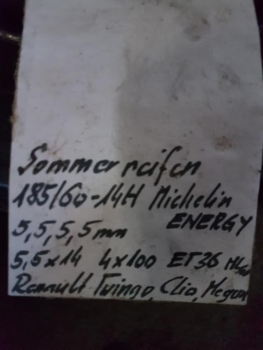 Sommerreifen
185/60-14H Michelin
ENERGY
5,5,5,5mm
5,5x14 4x100 ET36
Renault Twingo, Clio, Megan